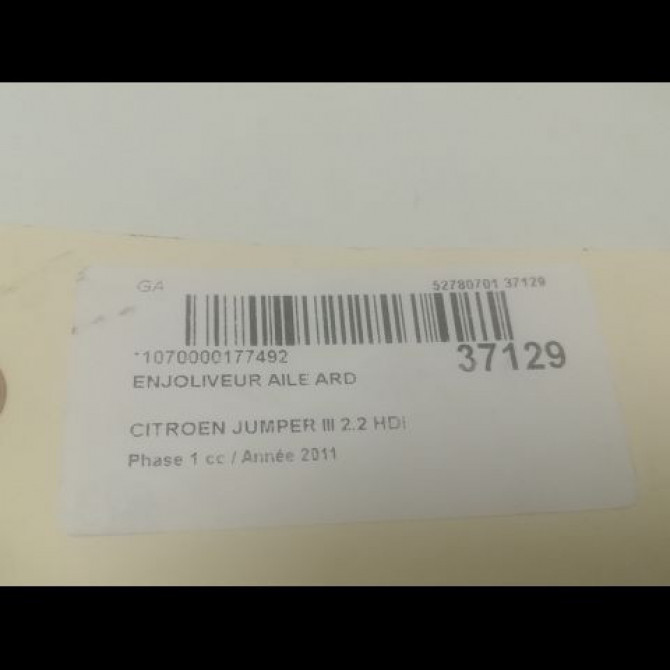 GA 52780701 37129
*1070000177492 37129
ENJOLIVEUR AILE ARD
CITROEN JUMPER III 2.2 HDi
Phase 1 cc / Année 2011